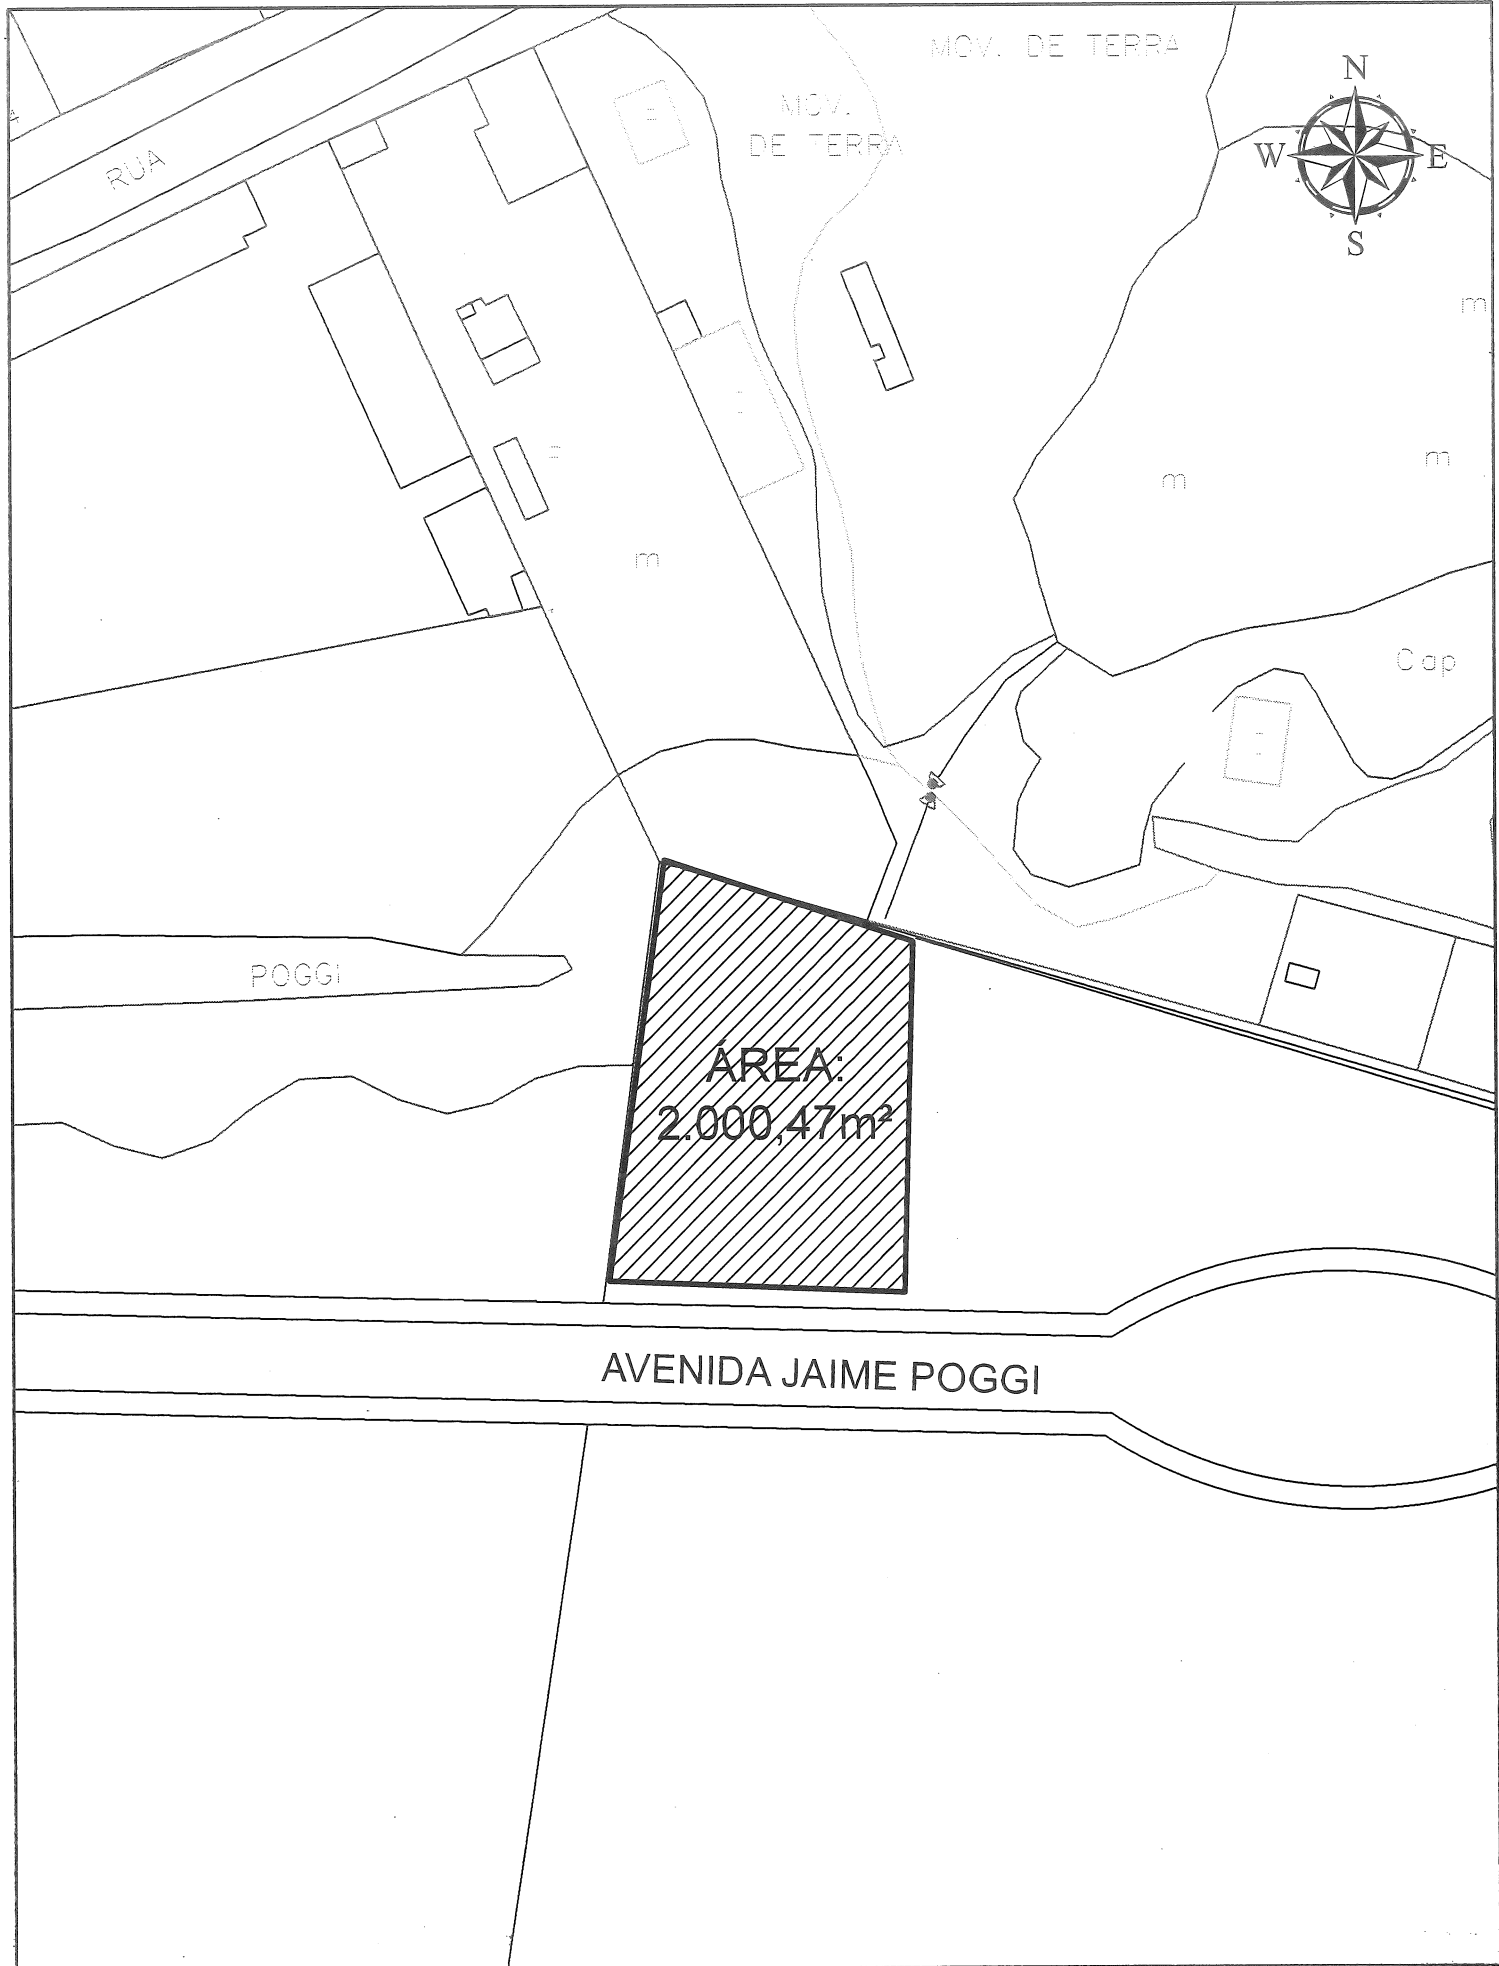 MOV. DE TERRA
N
MOV.
DE TERRA
W
E
RUA
S
m
m
m
m
Cap
POGGI
ÁREA:
2.000,47m²
AVENIDA JAIME POGGI